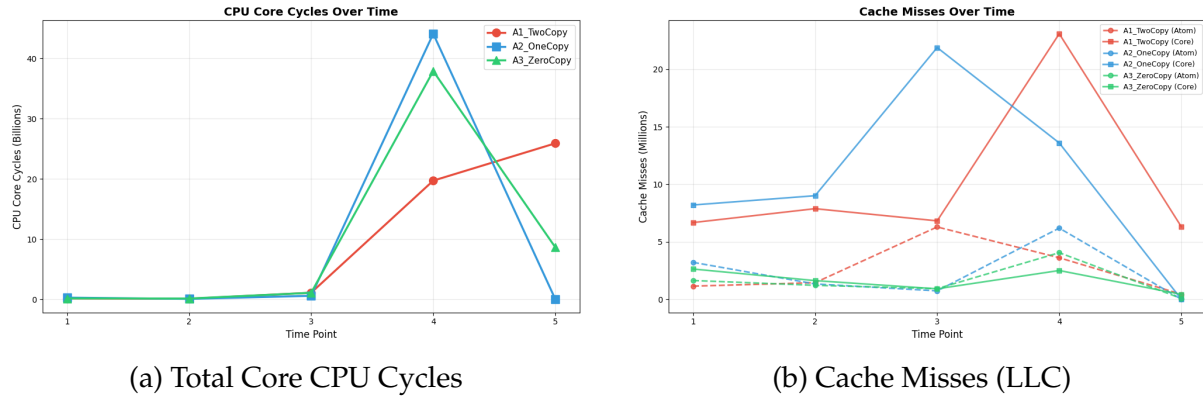 CPU Core Cycles Over Time
CPU Core Cycles (Billions)
40
30
20
10
0
1 2 3 4 5
Time Point
A1_TwoCopy
A2_OneCopy
A3_ZeroCopy
(a) Total Core CPU Cycles
Cache Misses Over Time
Cache Misses (Millions)
20
15
10
5
0
1 2 3 4 5
Time Point
A1_TwoCopy (Atom)
A1_TwoCopy (Core)
A2_OneCopy (Atom)
A2_OneCopy (Core)
A3_ZeroCopy (Atom)
A3_ZeroCopy (Core)
(b) Cache Misses (LLC)